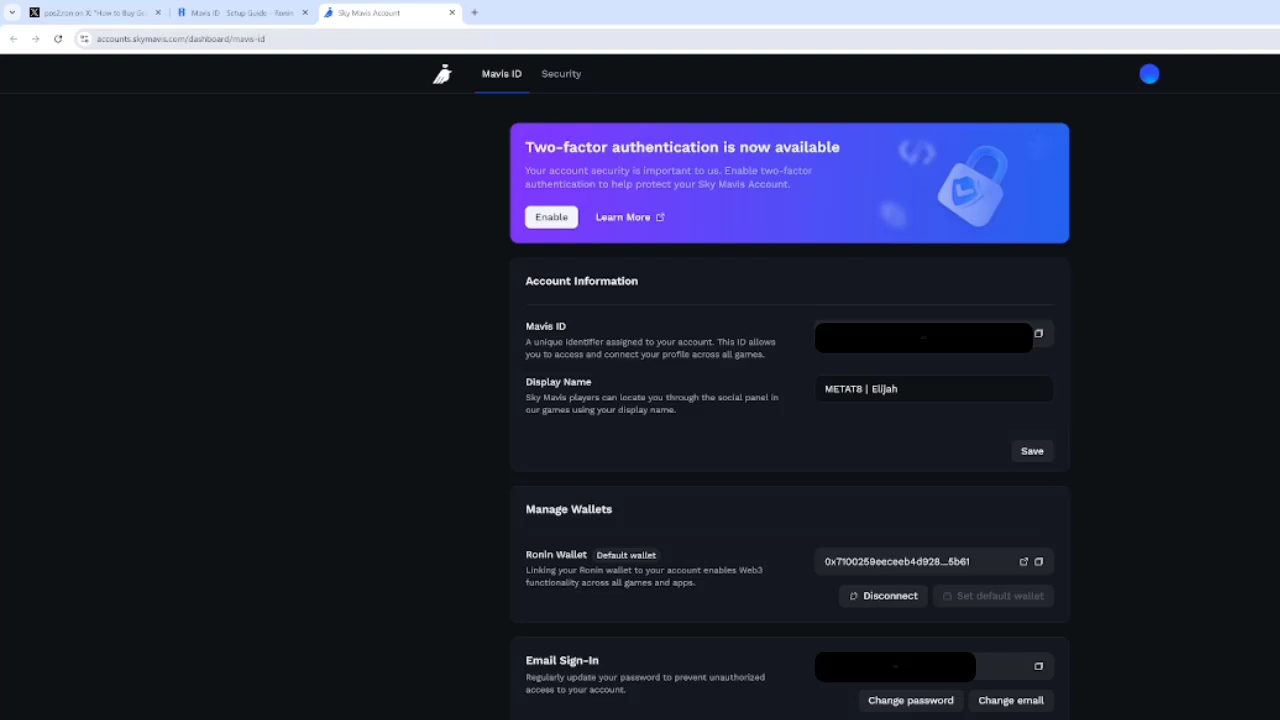 Mavis ID - Setup Guide - Ronin
Sky Mavis Account
accounts.skymavis.com/dashboard/mavis-id
Mavis ID
Security
Two-factor authentication is now available
Your account security is important to us. Enable two-factor
authentication to help protect your Sky Mavis Account.
Enable
Learn More
Account Information
Mavis ID
A unique identifier assigned to your account. This ID allows
you to access and connect your profile across all games.
Display Name
METAT8 | Elijah
Sky Mavis players can locate you through the social panel in
our games using your display name.
Save
Manage Wallets
Ronin Wallet Default wallet
0x7100259eeceeb4d928...5b61
Linking your Ronin wallet to your account enables Web3
functionality across all games and apps.
Disconnect
Set default wallet
Email Sign-In
Regularly update your password to prevent unauthorized
access to your account.
Change password
Change email